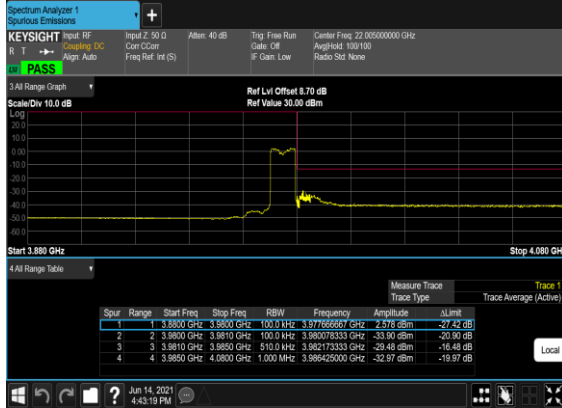 Spectrum Analyzer 1
Spurious Emissions
KEYSIGHT Input: RF Input Z: 50 Ω Atten: 40 dB Trig: Free Run Center Freq: 22.005000000 GHz
R T Coupling: DC Corr CCorr Gate: Off Avg|Hold: 100/100
Align: Auto Freq Ref: Int (S) IF Gain: Low Radio Std: None
PASS
3 All Range Graph
Ref Lvl Offset 8.70 dB
Scale/Div 10.0 dB Ref Value 30.00 dBm
Log
20.0
10.0
0.00
-10.0
-20.0
-30.0
-40.0
-50.0
-60.0
Start 3.880 GHz Stop 4.080 GH
4 All Range Table
Measure Trace Trace 1
Trace Type Trace Average (Active)
Spur Range Start Freq Stop Freq RBW Frequency Amplitude ΔLimit
1 1 3.8800 GHz 3.9800 GHz 100.0 kHz 3.977666667 GHz 2.578 dBm -27.42 dB
2 2 3.9800 GHz 3.9810 GHz 100.0 kHz 3.980078333 GHz -33.90 dBm -20.90 dB
3 3 3.9810 GHz 3.9850 GHz 510.0 kHz 3.982173333 GHz -29.48 dBm -16.48 dB
4 4 3.9850 GHz 4.0800 GHz 1.000 MHz 3.986425000 GHz -32.97 dBm -19.97 dB
Local
Jun 14, 2021
4:43:19 PM